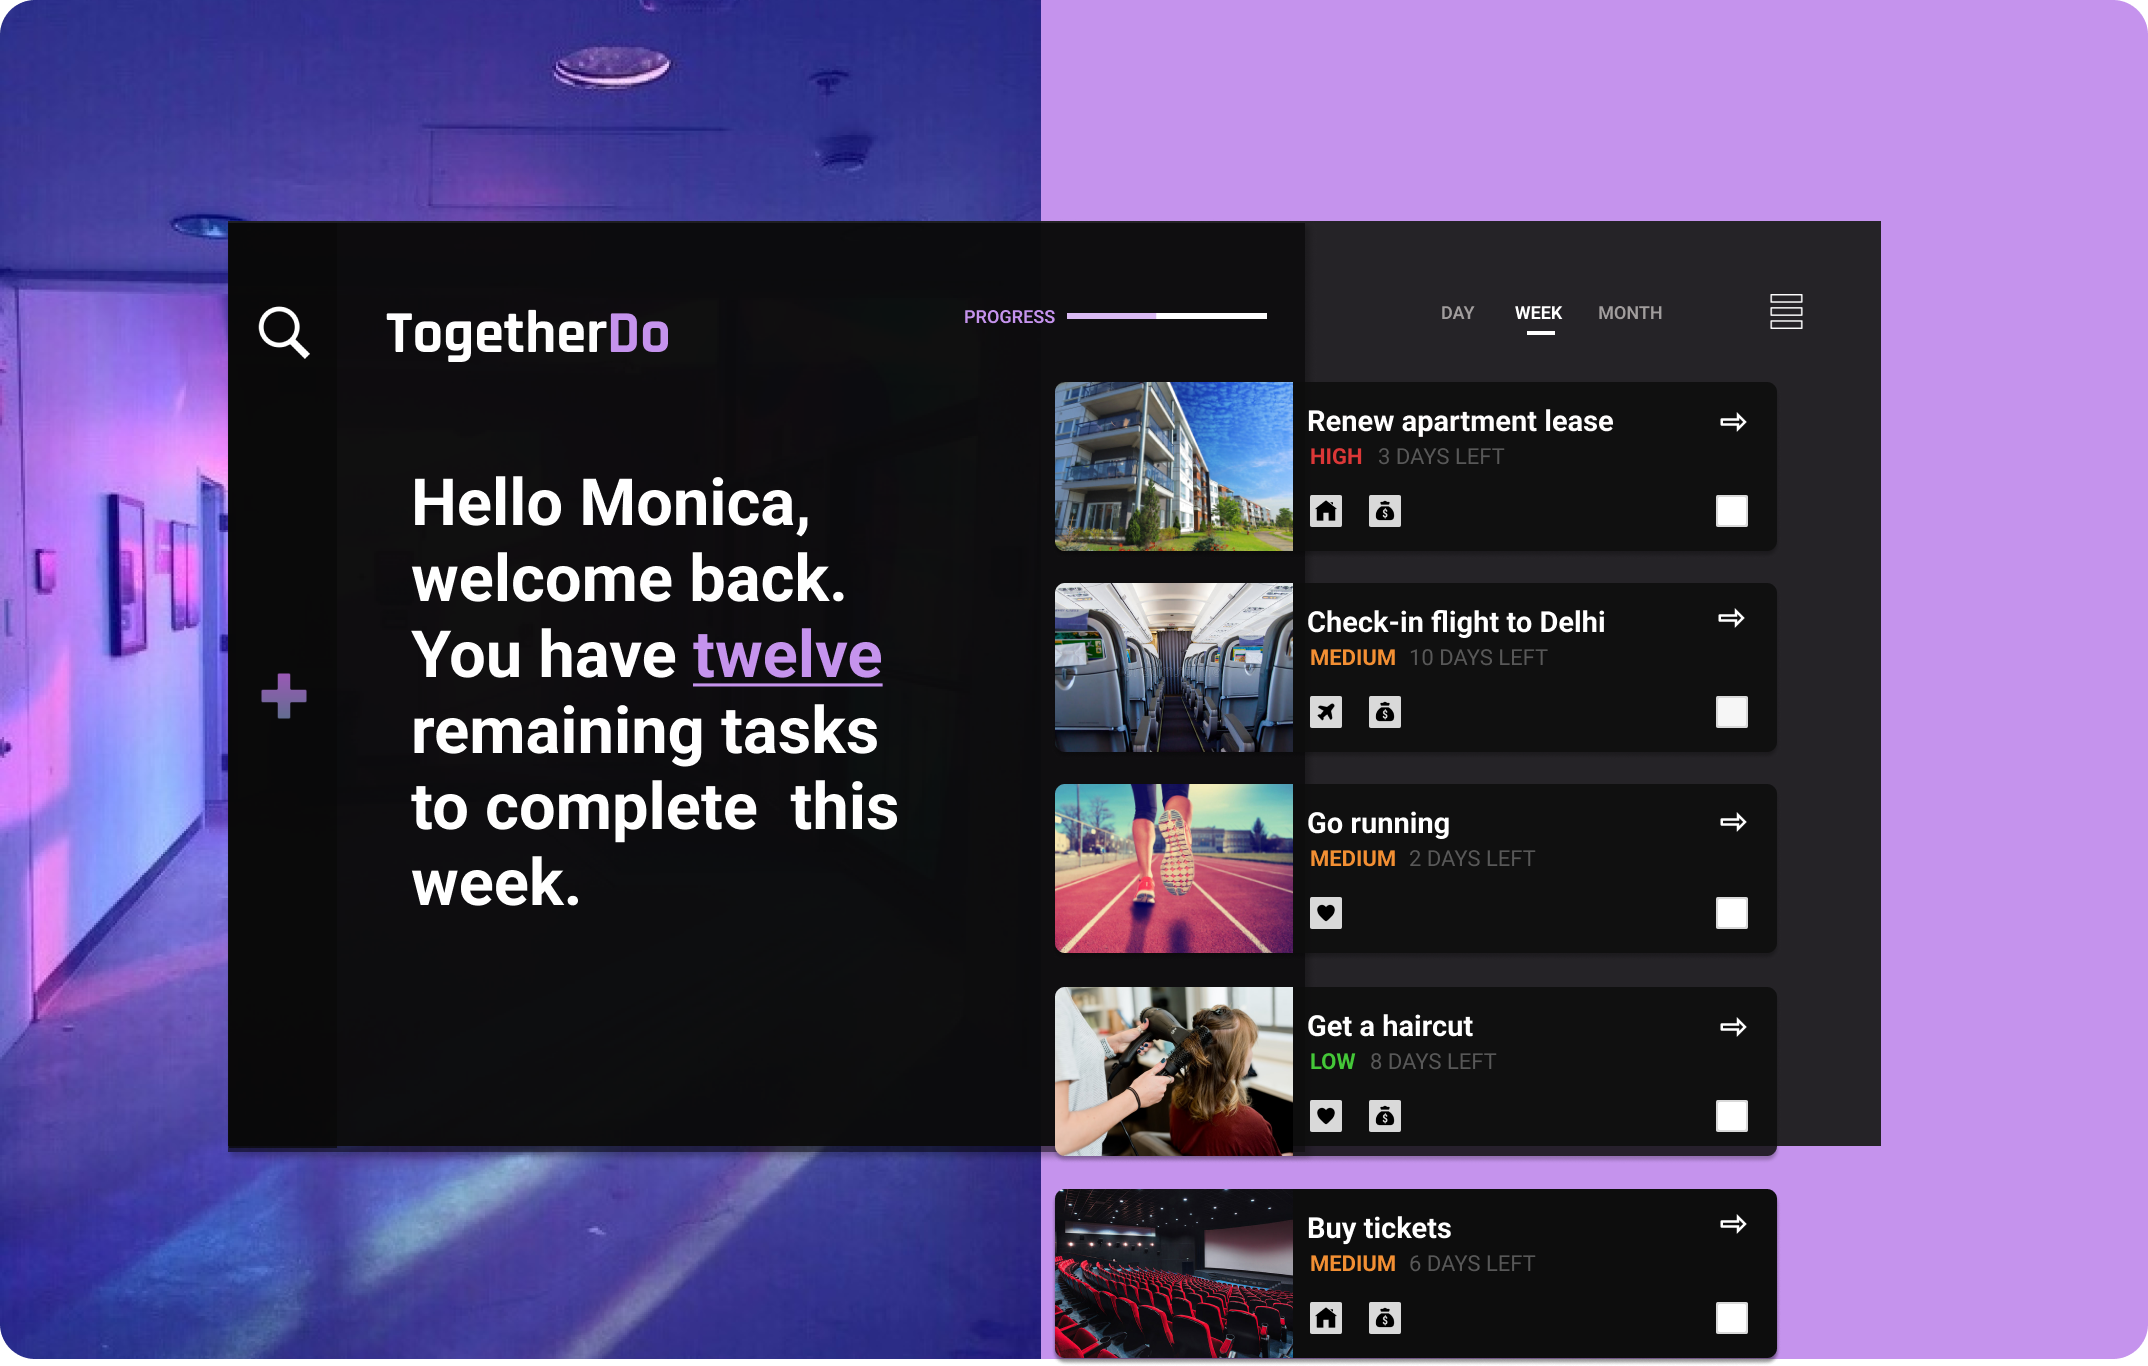 TogetherDo
PROGRESS
DAY WEEK MONTH
Hello Monica,
welcome back.
You have twelve
remaining tasks
to complete  this
week.
Renew apartment lease
HIGH 3 DAYS LEFT
Check-in flight to Delhi
MEDIUM 10 DAYS LEFT
Go running
MEDIUM 2 DAYS LEFT
Get a haircut
LOW 8 DAYS LEFT
Buy tickets
MEDIUM 6 DAYS LEFT